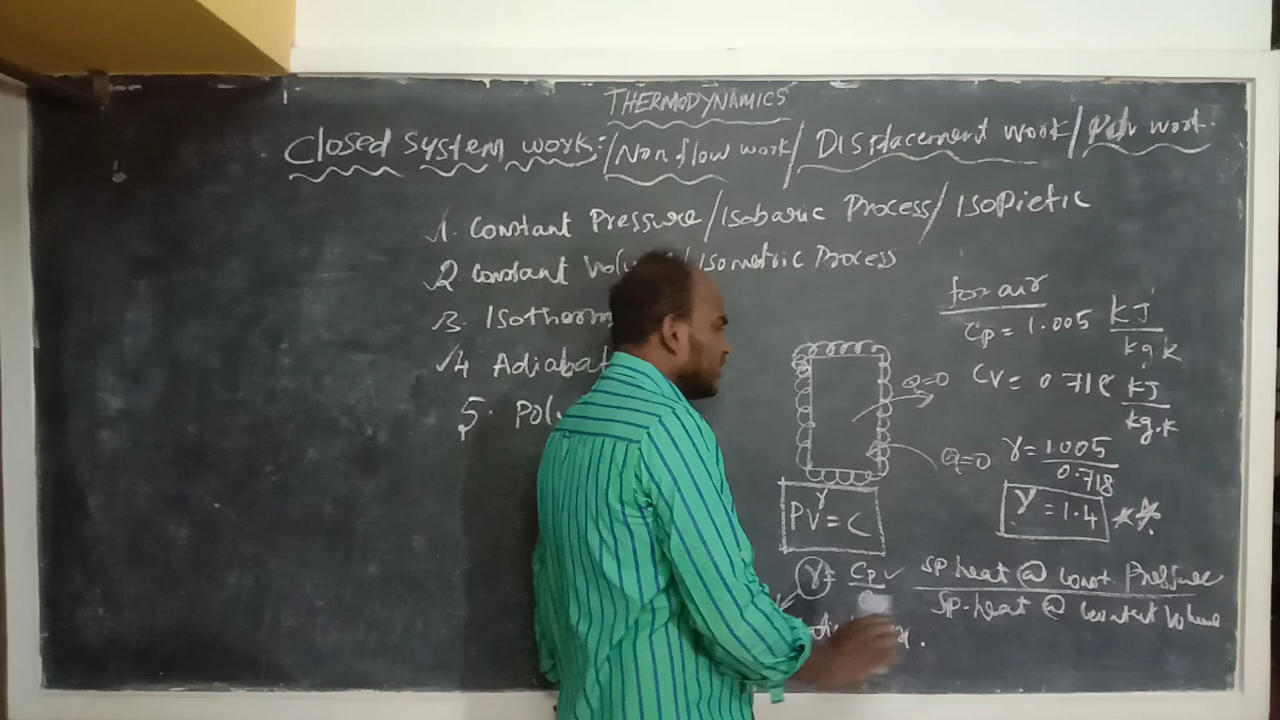 THERMODYNAMICS
Closed System work:/Non flow work/Displacement work/Pdv work
1. Constant Pressure/Isobaric Process/Isopietic
2. Constant Isometric Process
3. Isotherm
4. Adiabat
5. Pol
for air
Cp = 1.005 kJ/kg.K
Cv = 0.718 kJ/kg.K
Q=0
Q=0
γ = 1.005/0.718
γ = 1.4
PV^γ = C
γ = Cp
sp heat @ const. Pressure
sp. heat @ constant Volume